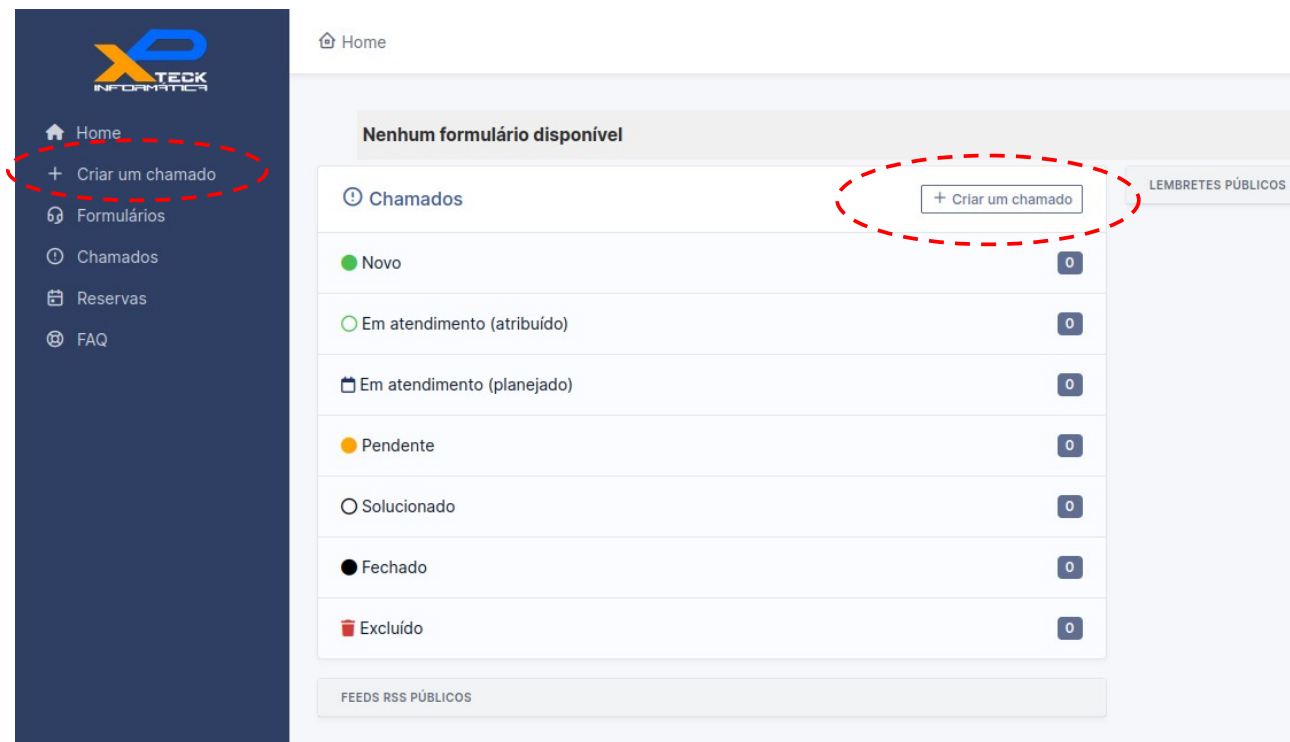 XP
TECK
INFORMÁTICA
Home
Criar um chamado
Formulários
Chamados
Reservas
FAQ
Home
Nenhum formulário disponível
Chamados
+ Criar um chamado
Novo 0
Em atendimento (atribuído) 0
Em atendimento (planejado) 0
Pendente 0
Solucionado 0
Fechado 0
Excluído 0
FEEDS RSS PÚBLICOS
LEMBRETES PÚBLICOS